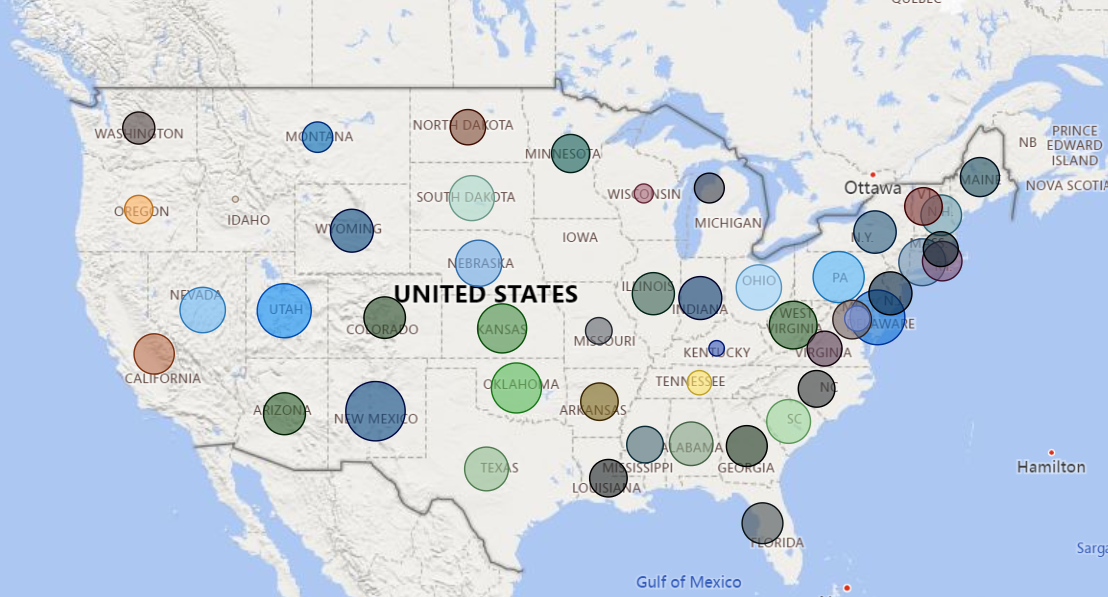 QUEBEC
WASHINGTON
MONTANA
NORTH DAKOTA
MINNESOTA
NB
PRINCE
EDWARD
ISLAND
NOVA SCOTIA
MAINE
Ottawa
OREGON
IDAHO
SOUTH DAKOTA
WISCONSIN
MICHIGAN
VT
N.H.
WYOMING
IOWA
N.Y.
NEBRASKA
NEVADA
UTAH
UNITED STATES
ILLINOIS
INDIANA
OHIO
PA
COLORADO
KANSAS
MISSOURI
WEST
VIRGINIA
DELAWARE
KENTUCKY
VIRGINIA
CALIFORNIA
OKLAHOMA
TENNESSEE
NC
ARIZONA
NEW MEXICO
ARKANSAS
SC
TEXAS
MISSISSIPPI
ALABAMA
GEORGIA
LOUISIANA
Hamilton
FLORIDA
Sarga
Gulf of Mexico